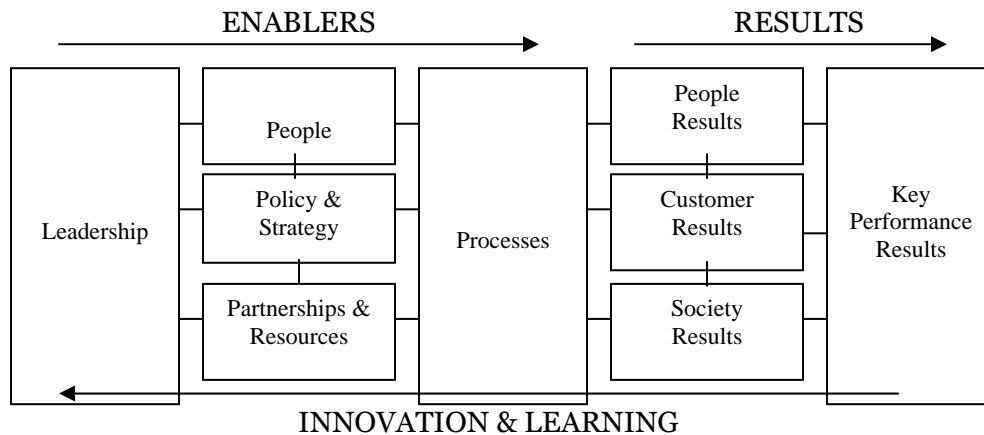 ENABLERS
RESULTS
Leadership
People
Policy &
Strategy
Partnerships &
Resources
Processes
People
Results
Customer
Results
Society
Results
Key
Performance
Results
INNOVATION & LEARNING